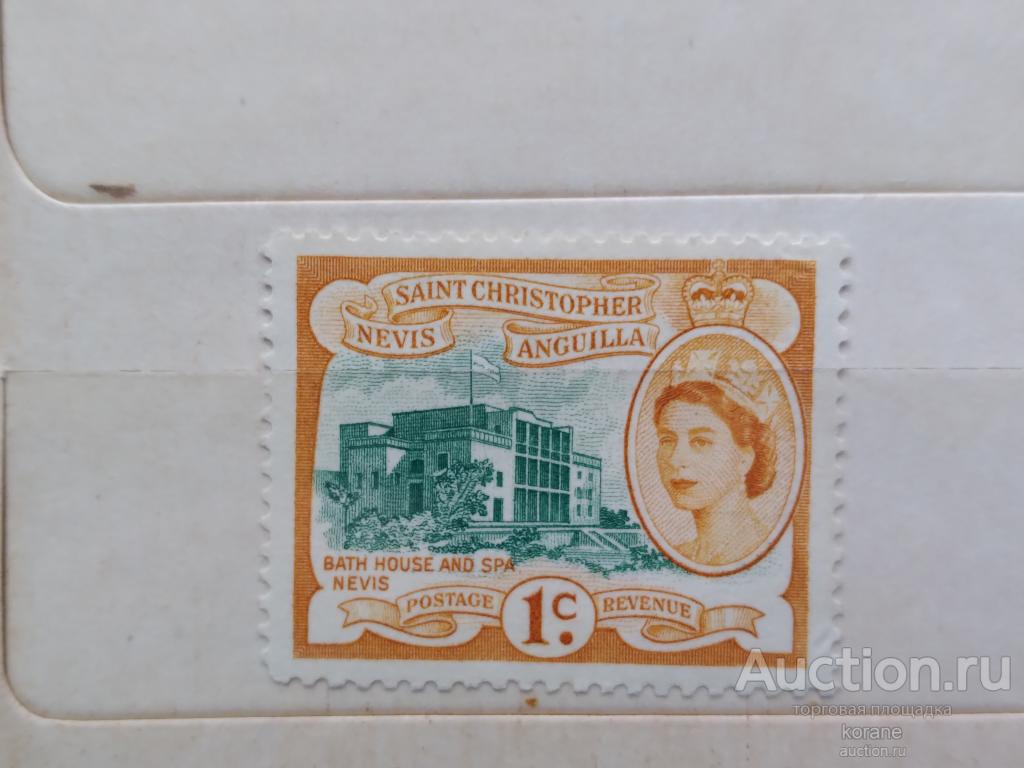 SAINT CHRISTOPHER
NEVIS ANGUILLA
BATH HOUSE AND SPA
NEVIS
POSTAGE 1c. REVENUE
Auction.ru
торговая площадка
korane
auction.ru